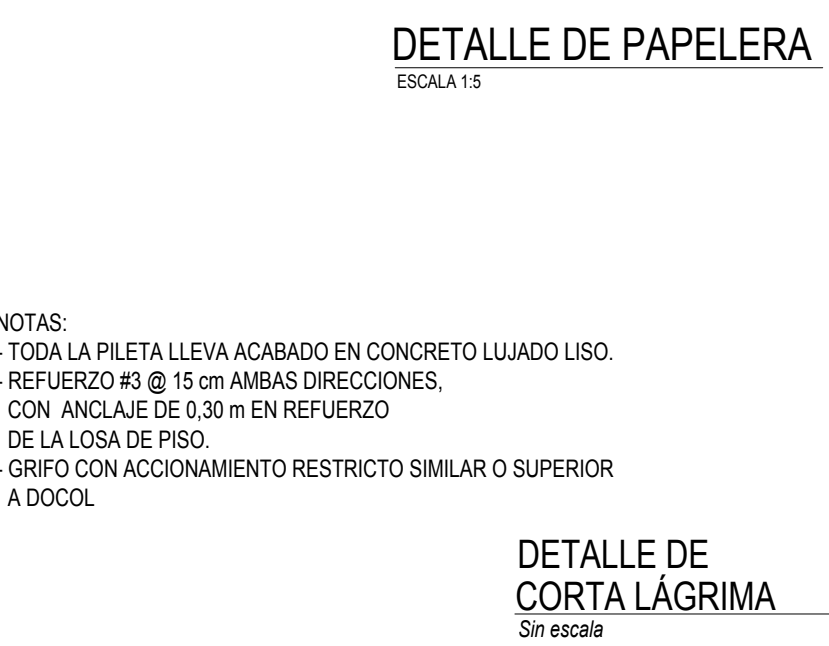 DETALLE DE PAPELERA
ESCALA 1:5
NOTAS:
- TODA LA PILETA LLEVA ACABADO EN CONCRETO LUJADO LISO.
- REFUERZO #3 @ 15 cm AMBAS DIRECCIONES,
CON ANCLAJE DE 0,30 m EN REFUERZO
DE LA LOSA DE PISO.
- GRIFO CON ACCIONAMIENTO RESTRICTO SIMILAR O SUPERIOR
A DOCOL
DETALLE DE
CORTA LÁGRIMA
Sin escala